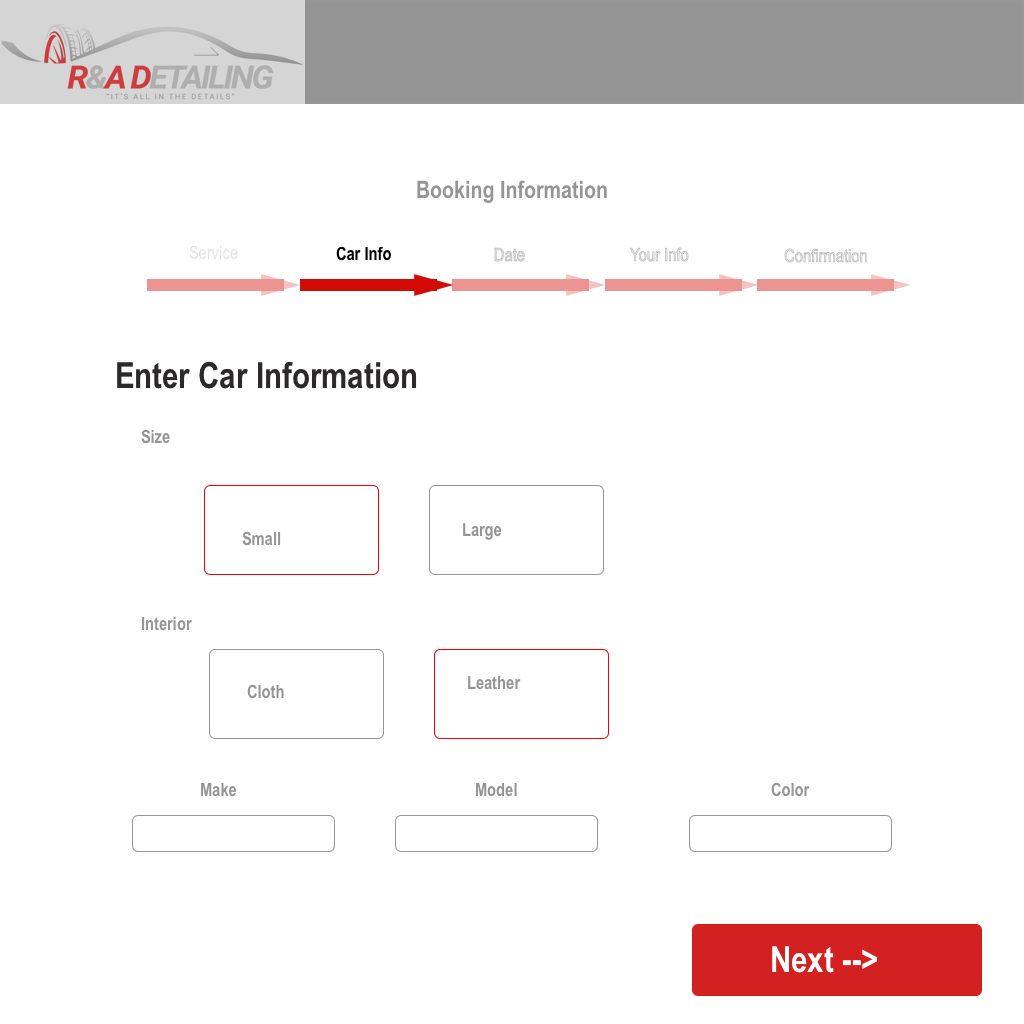 R&A DETAILING
"IT'S ALL IN THE DETAILS"
Booking Information
Service
Car Info
Date
Your Info
Confirmation
Enter Car Information
Size
Small
Large
Interior
Cloth
Leather
Make
Model
Color
Next -->